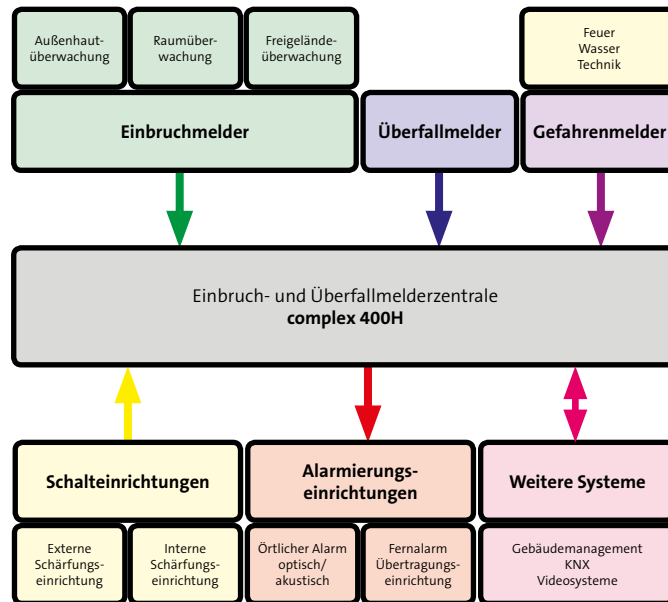 Außenhaut-
überwachung
Raumüber-
wachung
Freigelände-
überwachung
Feuer
Wasser
Technik
Einbruchmelder
Überfallmelder
Gefahrenmelder
Einbruch- und Überfallmelderzentrale
complex 400H
Schalteinrichtungen
Alarmierungs-
einrichtungen
Weitere Systeme
Externe
Schärfungs-
einrichtung
Interne
Schärfungs-
einrichtung
Örtlicher Alarm
optisch/
akustisch
Fernalarm
Übertragungs-
einrichtung
Gebäudemanagement
KNX
Videosysteme